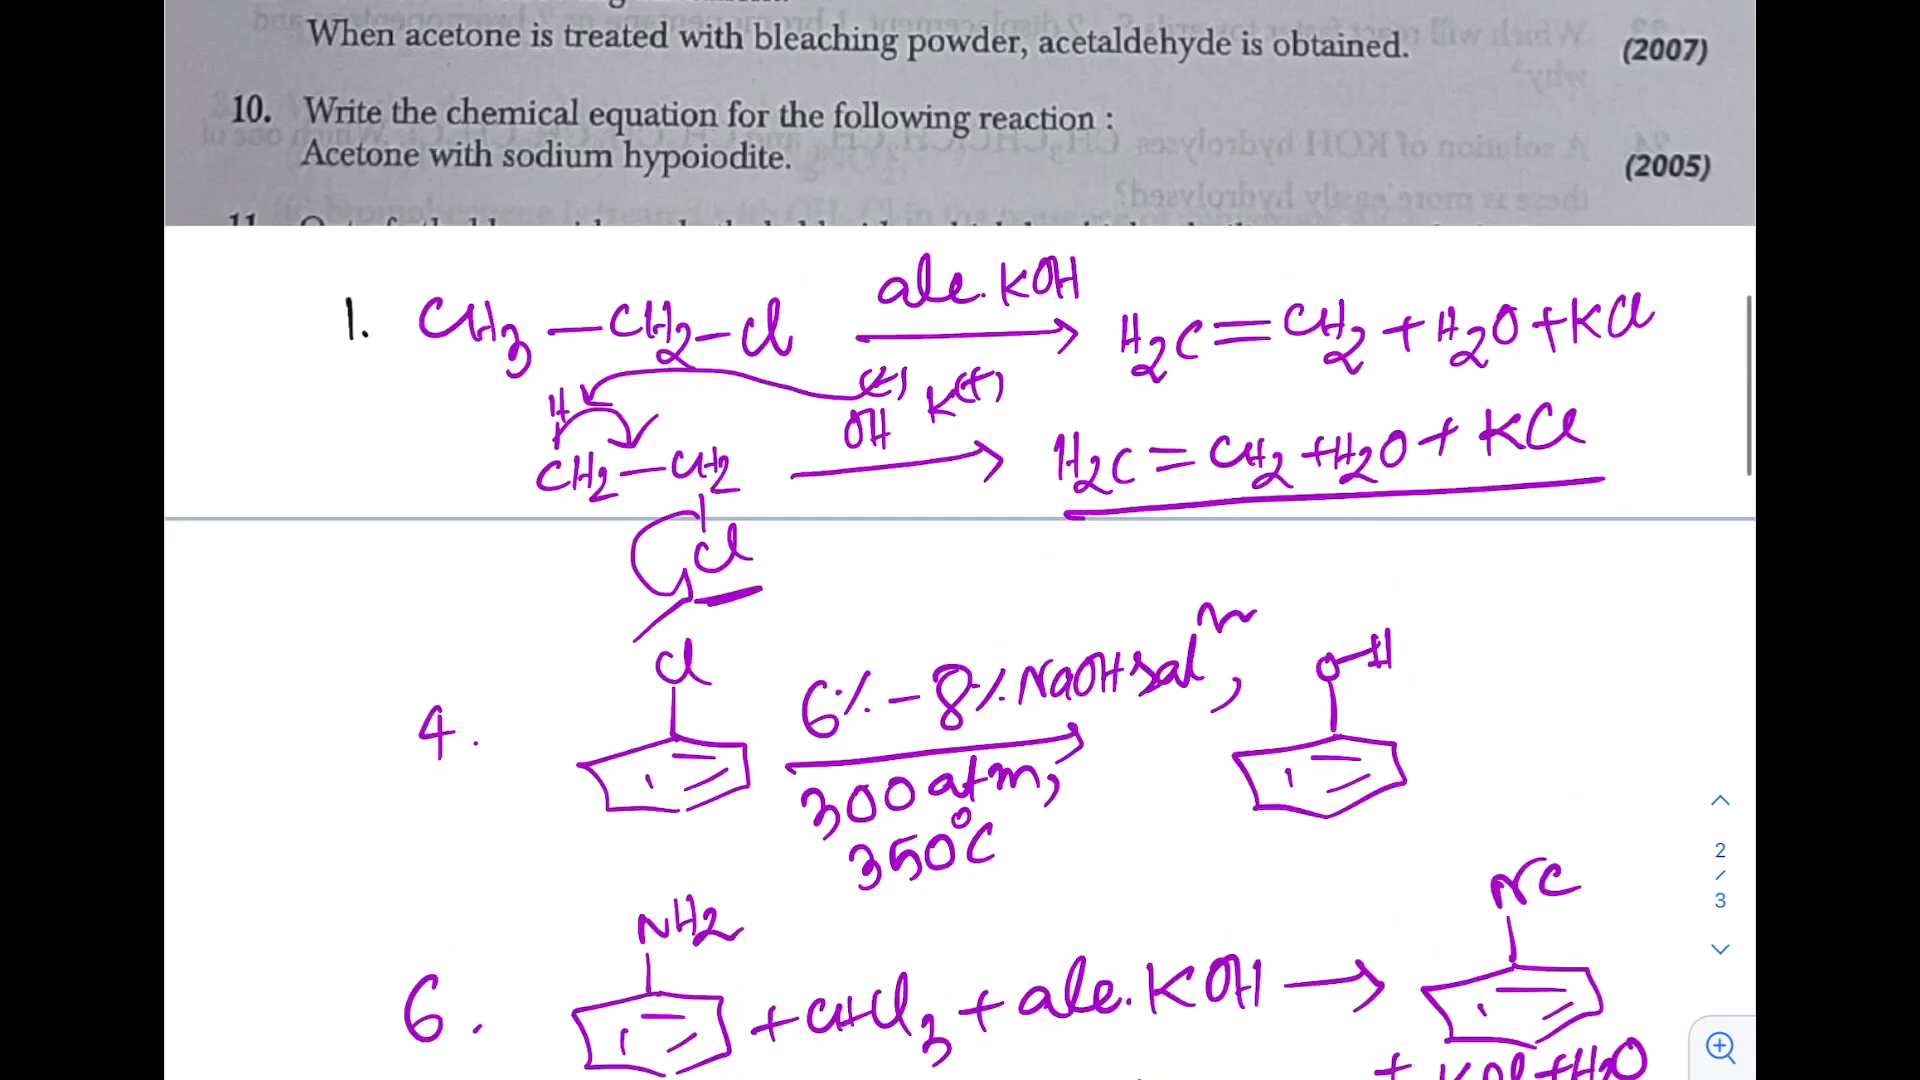 When acetone is treated with bleaching powder, acetaldehyde is obtained. (2007)
10. Write the chemical equation for the following reaction :
Acetone with sodium hypoiodite. (2005)
1. CH3—CH2—Cl alc. KOH → H2C=CH2+H2O+KCl
H
CH2—CH2 OH(-) K(+) → H2C=CH2+H2O+KCl
Cl
4. Cl 6%-8% NaOH sol^n, O-H
300 atm,
350°C
2
/
3
NH2 NC
6. +CHCl3+alc. KOH →
+ KCl+H2O